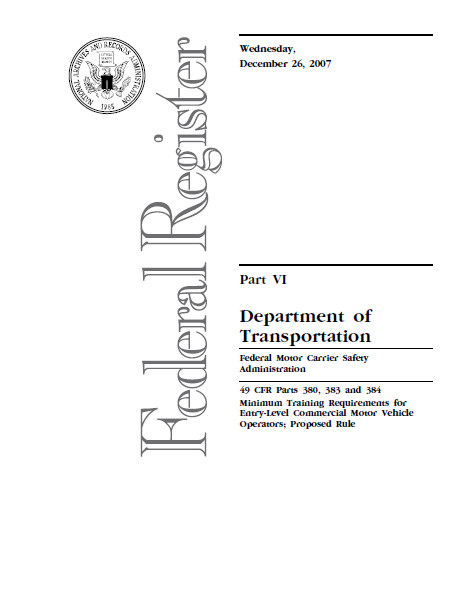 Federal Register
NATIONAL ARCHIVES AND RECORDS ADMINISTRATION
1985
Wednesday,
December 26, 2007
Part VI
Department of
Transportation
Federal Motor Carrier Safety
Administration
49 CFR Parts 380, 383 and 384
Minimum Training Requirements for
Entry-Level Commercial Motor Vehicle
Operators; Proposed Rule